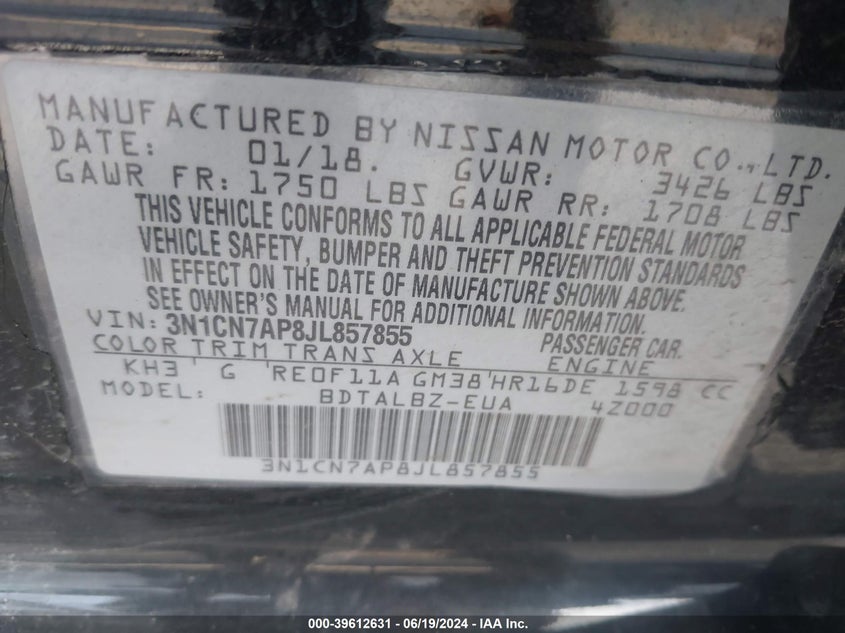 MANUFACTURED BY NISSAN MOTOR CO., LTD.
DATE: 01/18. GVWR: 3426 LBS
GAWR FR: 1750 LBS GAWR RR: 1708 LBS
THIS VEHICLE CONFORMS TO ALL APPLICABLE FEDERAL MOTOR
VEHICLE SAFETY, BUMPER AND THEFT PREVENTION STANDARDS
IN EFFECT ON THE DATE OF MANUFACTURE SHOWN ABOVE.
SEE OWNER'S MANUAL FOR ADDITIONAL INFORMATION.
VIN: 3N1CN7AP8JL857855 PASSENGER CAR.
COLOR TRIM TRANS AXLE ENGINE
KH3 G RE0F11A GM38 HR16DE 1598 CC
MODEL: BDTALBZ-EUA 4Z000
3N1CN7AP8JL857855
000-39612631 - 06/19/2024 - IAA Inc.